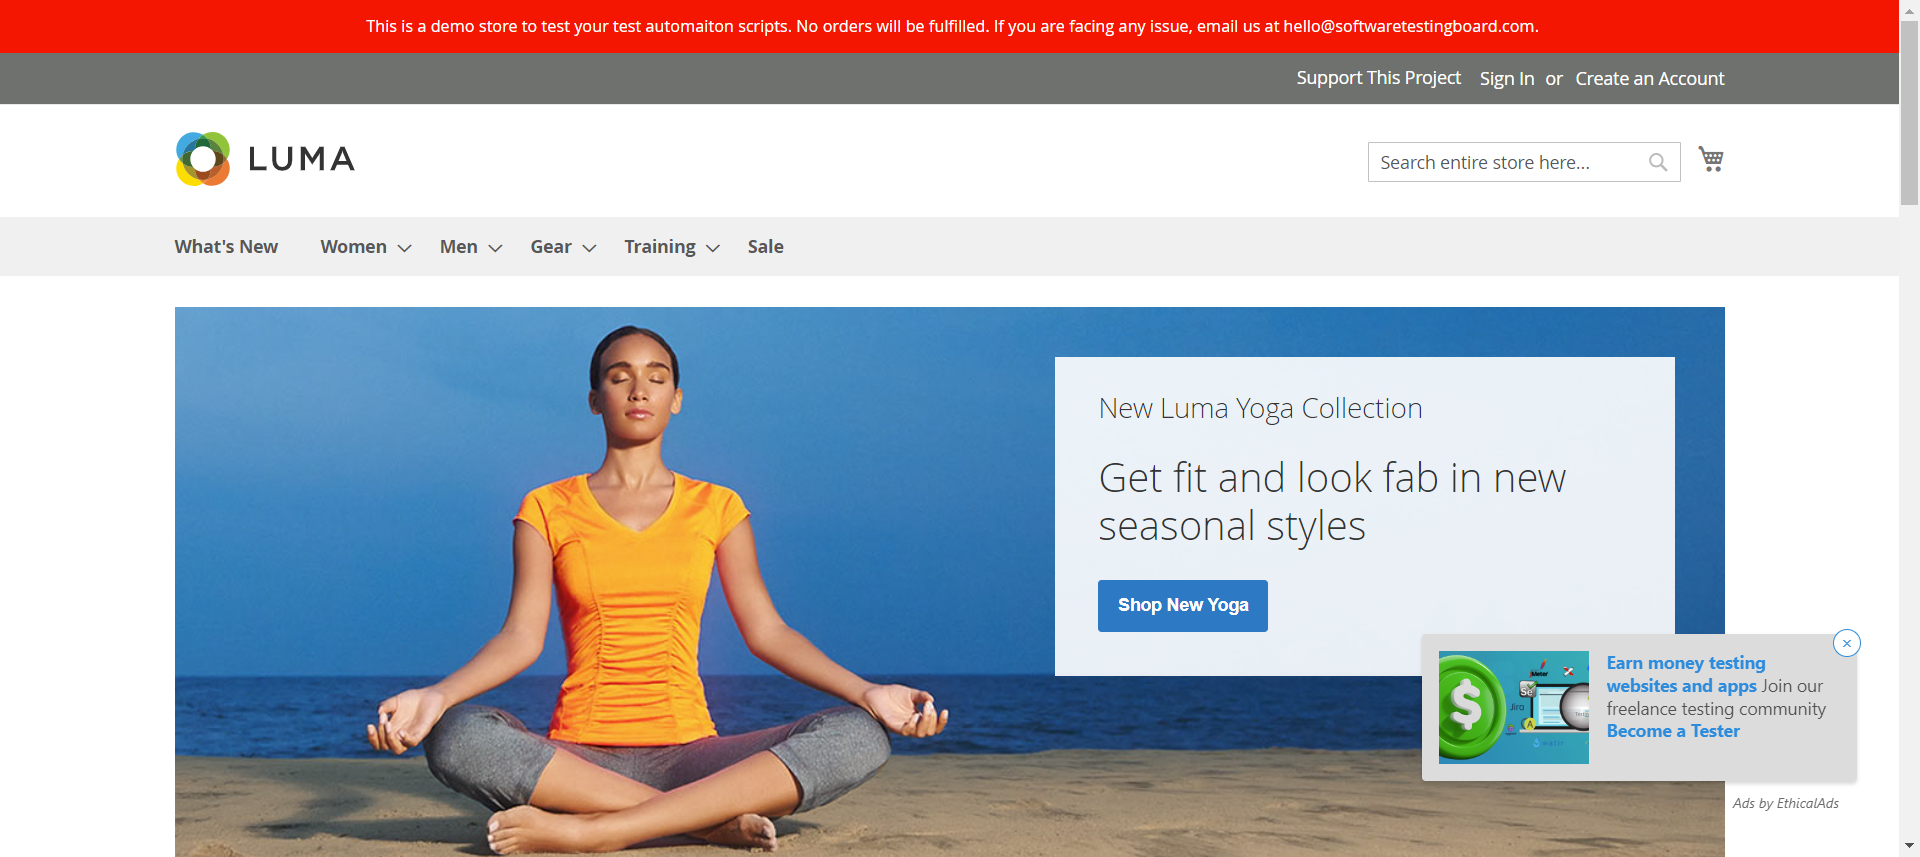 This is a demo store to test your test automaiton scripts. No orders will be fulfilled. If you are facing any issue, email us at hello@softwaretestingboard.com.
Support This Project Sign In or Create an Account
LUMA
Search entire store here...
What's New Women Men Gear Training Sale
New Luma Yoga Collection
Get fit and look fab in new
seasonal styles
Shop New Yoga
Earn money testing
websites and apps Join our
freelance testing community
Become a Tester
JMeter
Se
Jira
A
Ads by EthicalAds